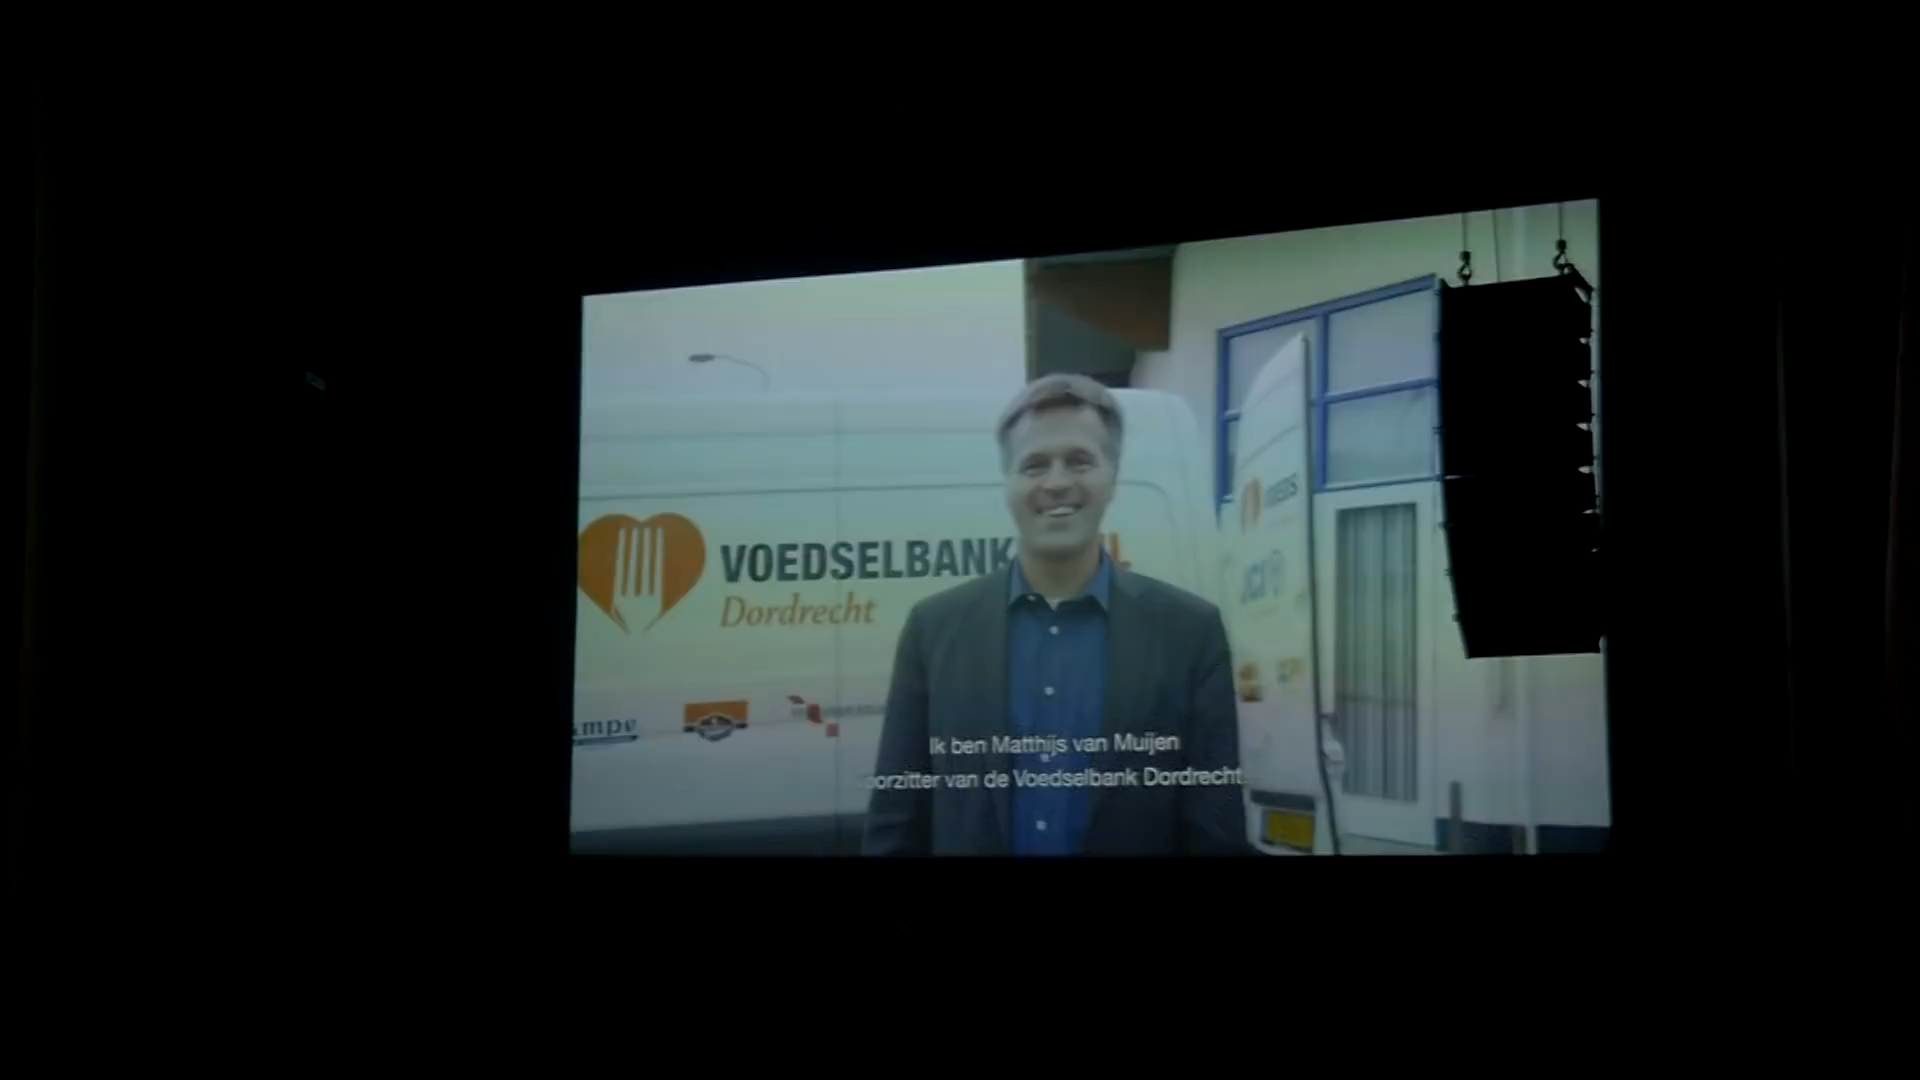 VOEDSELBANK
Dordrecht
Ik ben Matthijs van Muijen
voorzitter van de Voedselbank Dordrecht